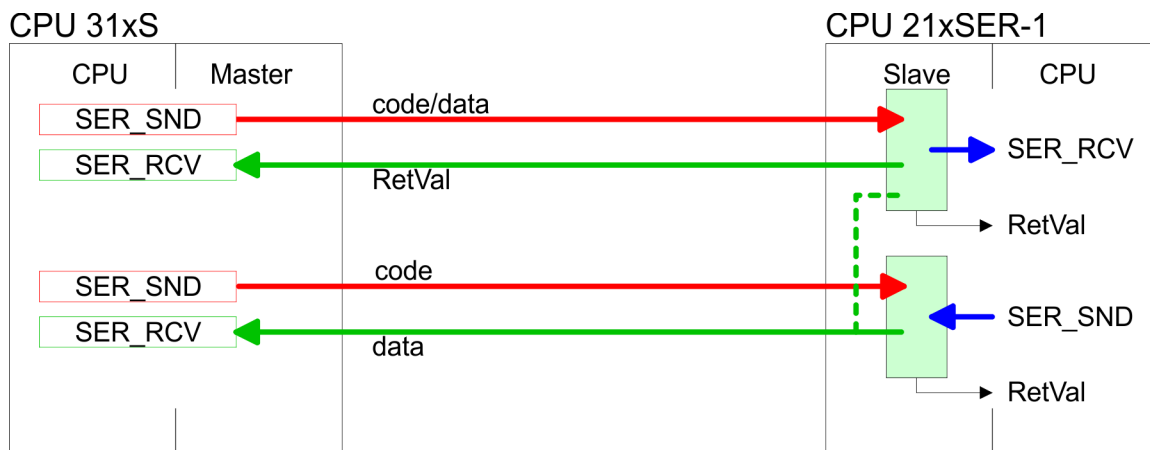 CPU 31xS
CPU 21xSER-1
CPU
Master
Slave
CPU
SER_SND
code/data
SER_RCV
SER_RCV
RetVal
RetVal
SER_SND
code
SER_SND
SER_RCV
data
RetVal